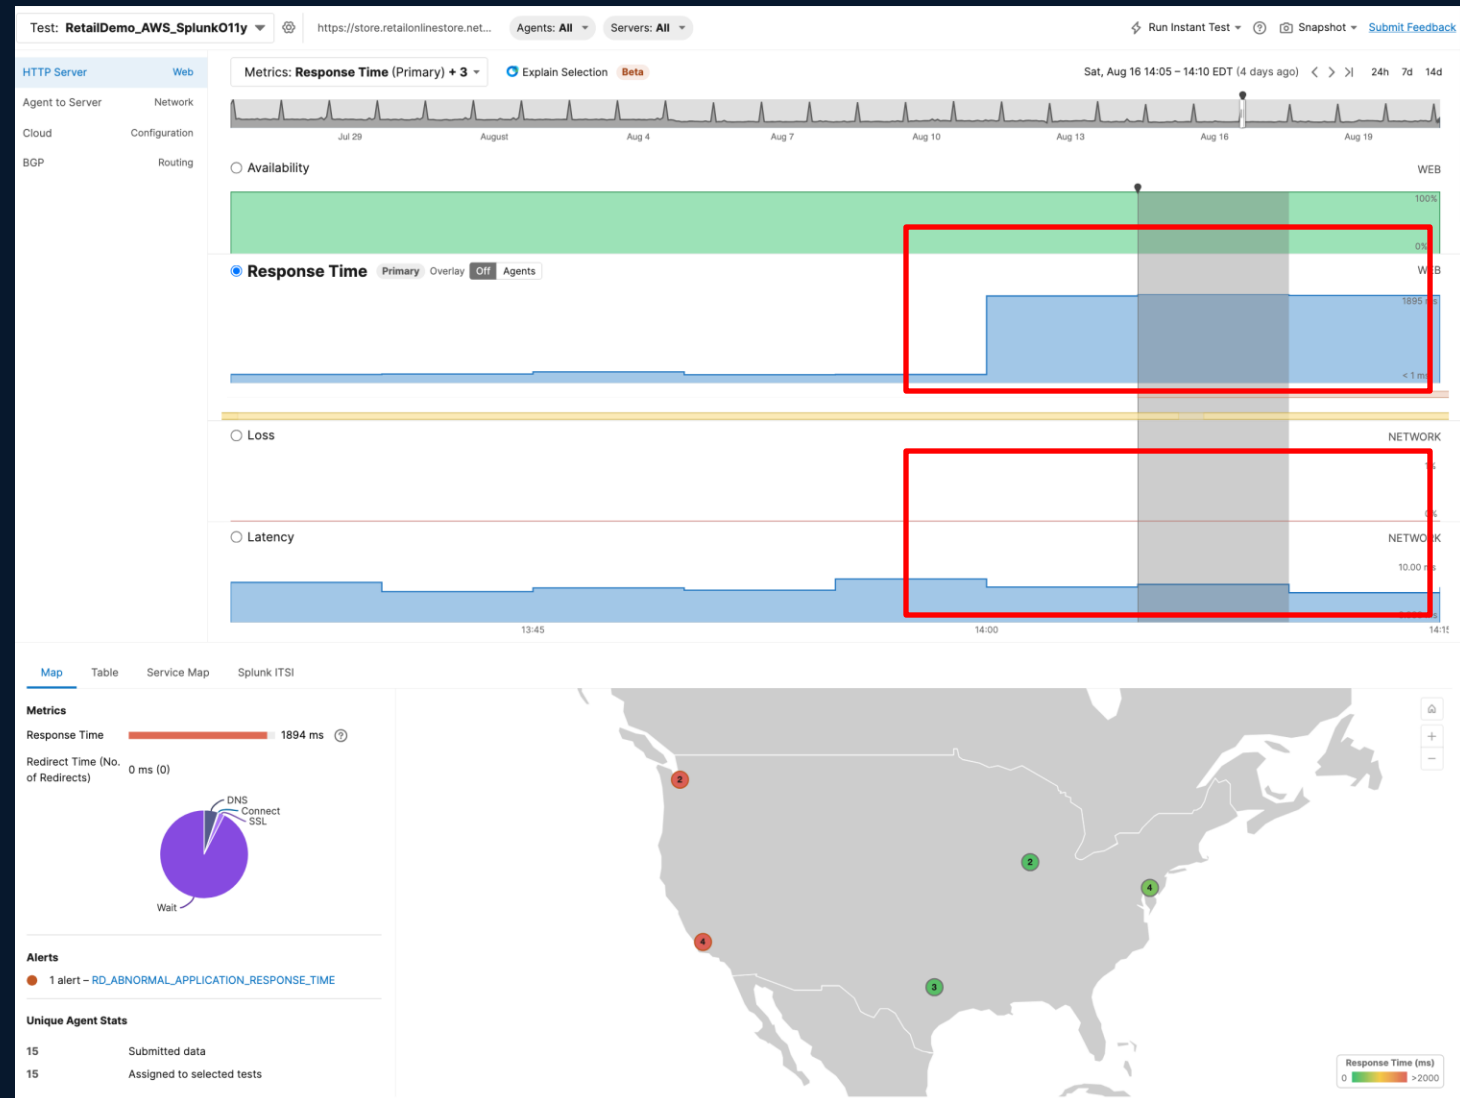 Test: RetailDemo_AWS_SplunkO11y
https://store.retailonlinestore.net...
Agents: All
Servers: All
Run Instant Test
Snapshot
Submit Feedback
HTTP Server Web
Agent to Server Network
Cloud Configuration
BGP Routing
Metrics: Response Time (Primary) + 3
Explain Selection Beta
Sat, Aug 16 14:05 – 14:10 EDT (4 days ago)
24h 7d 14d
Jul 29 August Aug 4 Aug 7 Aug 10 Aug 13 Aug 16 Aug 19
Availability WEB
100%
0%
Response Time Primary Overlay Off Agents WEB
1895 ms
< 1 ms
Loss NETWORK
Latency NETWORK
10.00 ms
13:45 14:00 14:15
Map Table Service Map Splunk ITSI
Metrics
Response Time 1894 ms
Redirect Time (No. of Redirects) 0 ms (0)
DNS
Connect
SSL
Wait
Alerts
1 alert – RD_ABNORMAL_APPLICATION_RESPONSE_TIME
Unique Agent Stats
15 Submitted data
15 Assigned to selected tests
2
2
4
4
3
Response Time (ms)
0 >2000